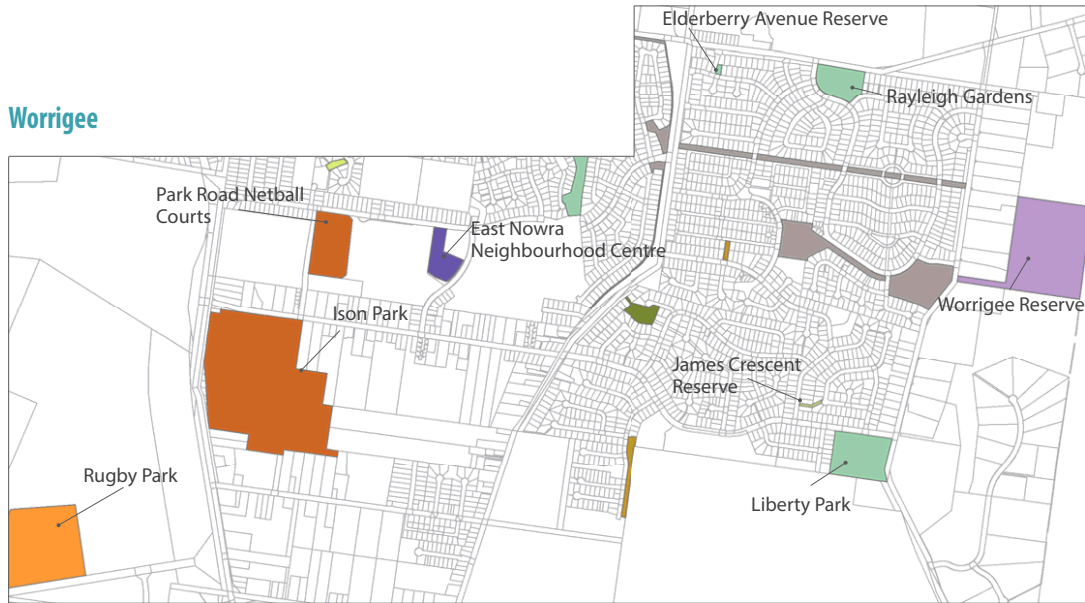 Elderberry Avenue Reserve
Rayleigh Gardens
Worrigee
Park Road Netball
Courts
East Nowra
Neighbourhood Centre
Worrigee Reserve
Ison Park
James Crescent
Reserve
Rugby Park
Liberty Park